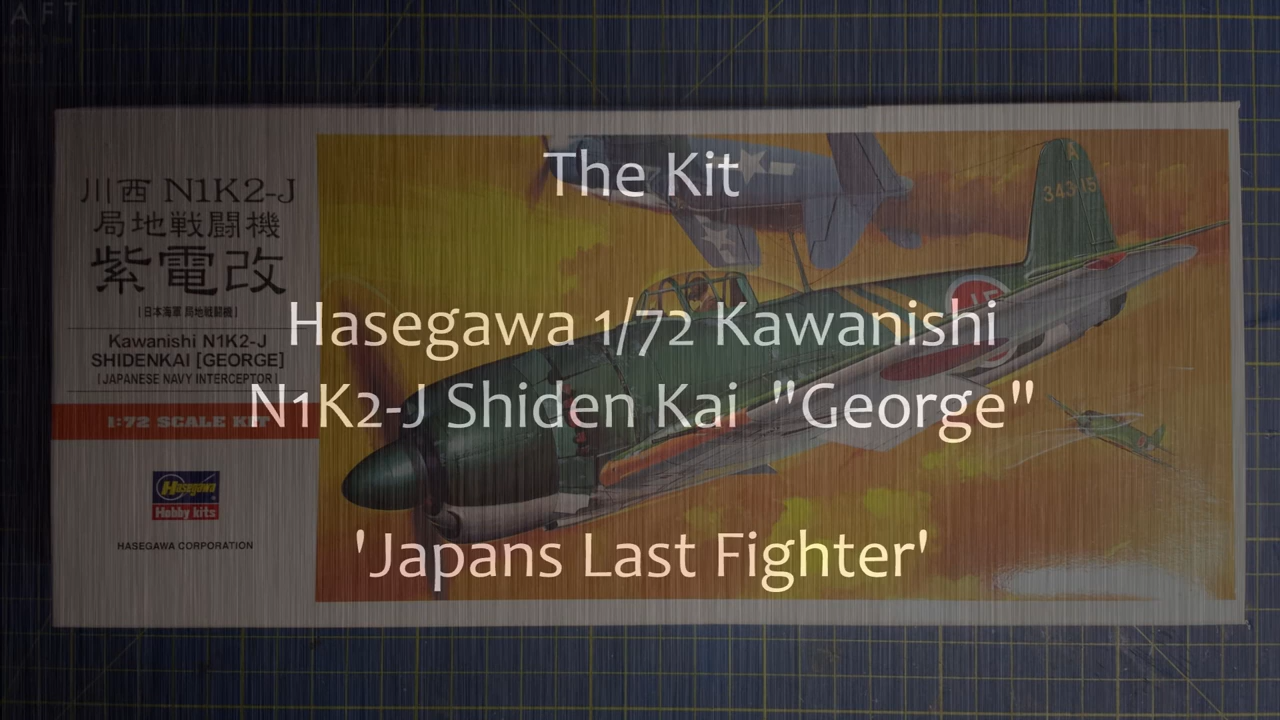 AFT
The Kit
川西 N1K2-J
局地戦闘機
紫電改
[日本海軍 局地戦闘機]
Kawanishi N1K2-J
SHIDENKAI [GEORGE]
[JAPANESE NAVY INTERCEPTOR]
1:72 SCALE KIT
Hasegawa
Hobby kits
HASEGAWA CORPORATION
A
343 15
15
Hasegawa 1/72 Kawanishi
N1K2-J Shiden Kai "George"
'Japans Last Fighter'